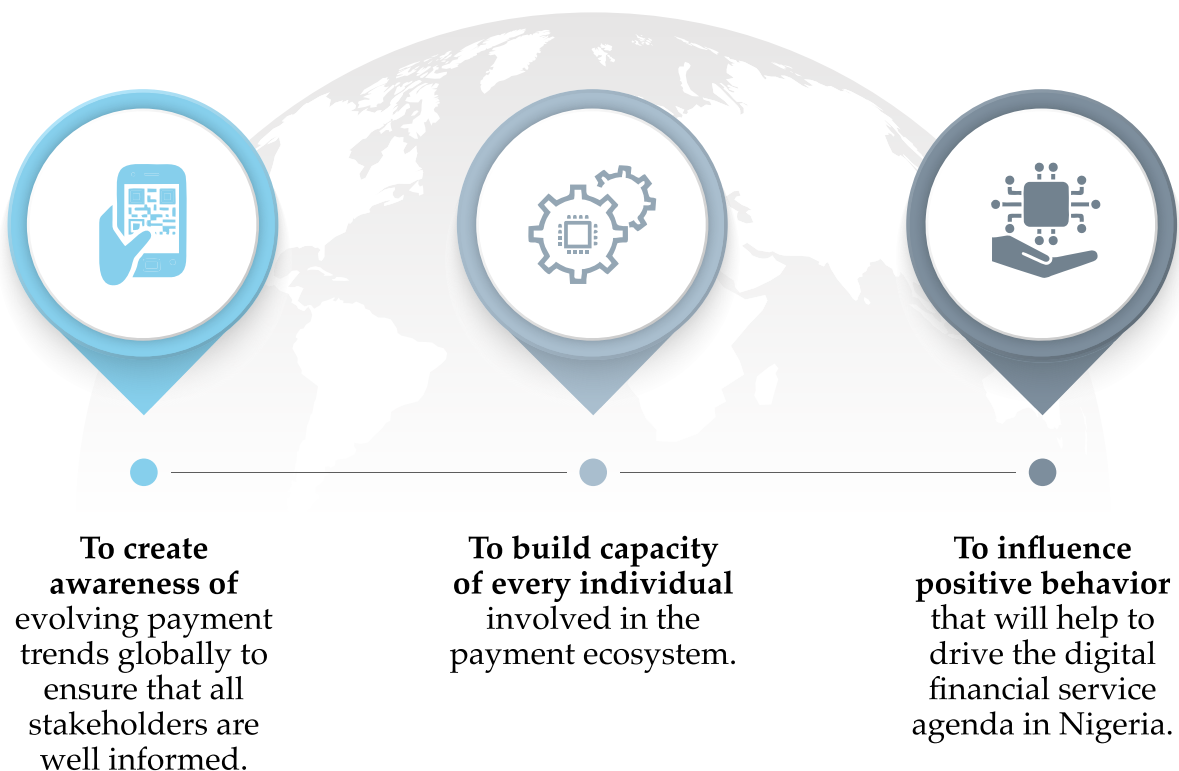 To create
awareness of
evolving payment
trends globally to
ensure that all
stakeholders are
well informed.
To build capacity
of every individual
involved in the
payment ecosystem.
To influence
positive behavior
that will help to
drive the digital
financial service
agenda in Nigeria.